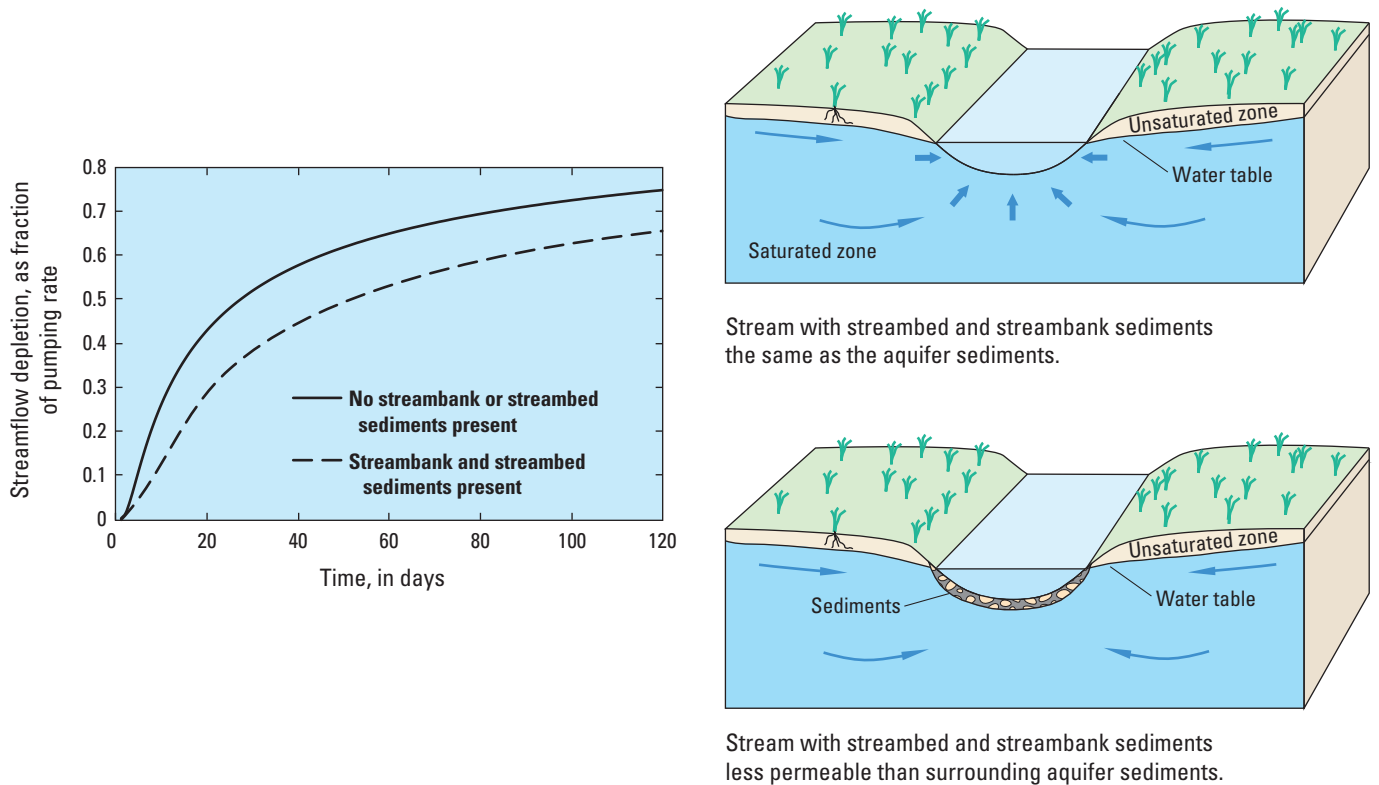 Streamflow depletion, as fraction
of pumping rate
0.8
0.7
0.6
0.5
0.4
0.3
0.2
0.1
0
0 20 40 60 80 100 120
Time, in days
No streambank or streambed
sediments present
Streambank and streambed
sediments present
Unsaturated zone
Water table
Saturated zone
Stream with streambed and streambank sediments
the same as the aquifer sediments.
Unsaturated zone
Sediments
Water table
Stream with streambed and streambank sediments
less permeable than surrounding aquifer sediments.